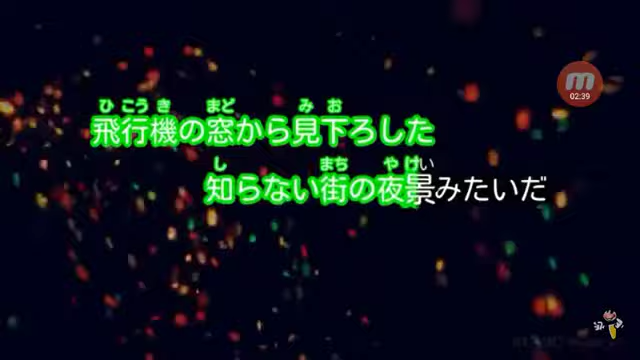 ひこうき まど みお
飛行機の窓から見下ろした
し まち やけい
知らない街の夜景みたいだ
02:39